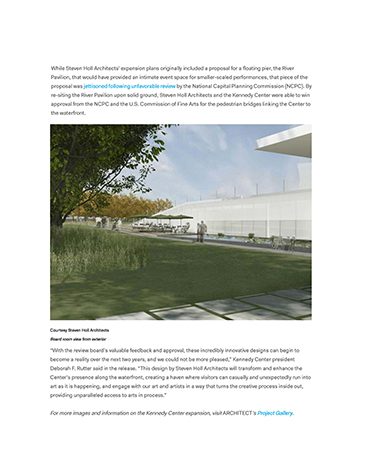 While Steven Holl Architects' expansion plans originally included a proposal for a floating pier, the River
Pavilion, that would have provided an intimate event space for smaller-scaled performances, that piece of the
proposal was jettisoned following unfavorable review by the National Capital Planning Commission (NCPC). By
re-siting the River Pavilion upon solid ground, Steven Holl Architects and the Kennedy Center were able to win
approval from the NCPC and the U.S. Commission of Fine Arts for the pedestrian bridges linking the Center to
the waterfront.
Courtesy Steven Holl Architects
Board room view from exterior
"With the review board's valuable feedback and approval, these incredibly innovative designs can begin to
become a reality over the next two years, and we could not be more pleased," Kennedy Center president
Deborah F. Rutter said in the release. "This design by Steven Holl Architects will transform and enhance the
Center's presence along the waterfront, creating a haven where visitors can casually and unexpectedly run into
art as it is happening, and engage with our art and artists in a way that turns the creative process inside out,
providing unparalleled access to arts in process."
For more images and information on the Kennedy Center expansion, visit ARCHITECT's Project Gallery.